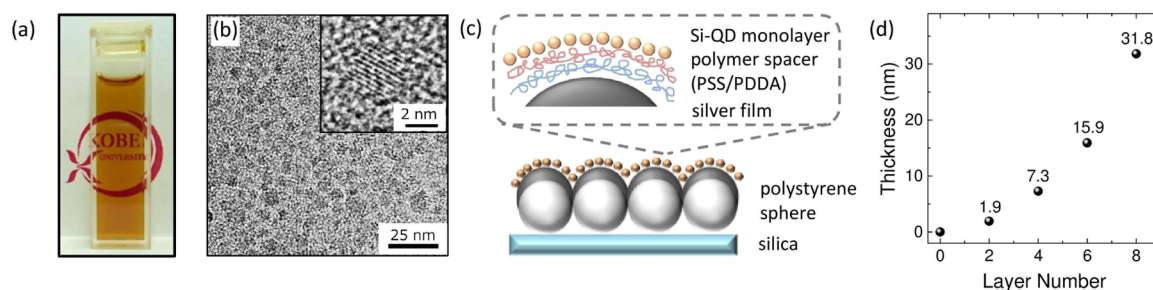 (a)
KOBE
UNIVERSITY
(b)
2 nm
25 nm
(c)
Si-QD monolayer
polymer spacer
(PSS/PDDA)
silver film
polystyrene
sphere
silica
(d)
Thickness (nm)
30
20
10
0
0 2 4 6 8
Layer Number
1.9
7.3
15.9
31.8